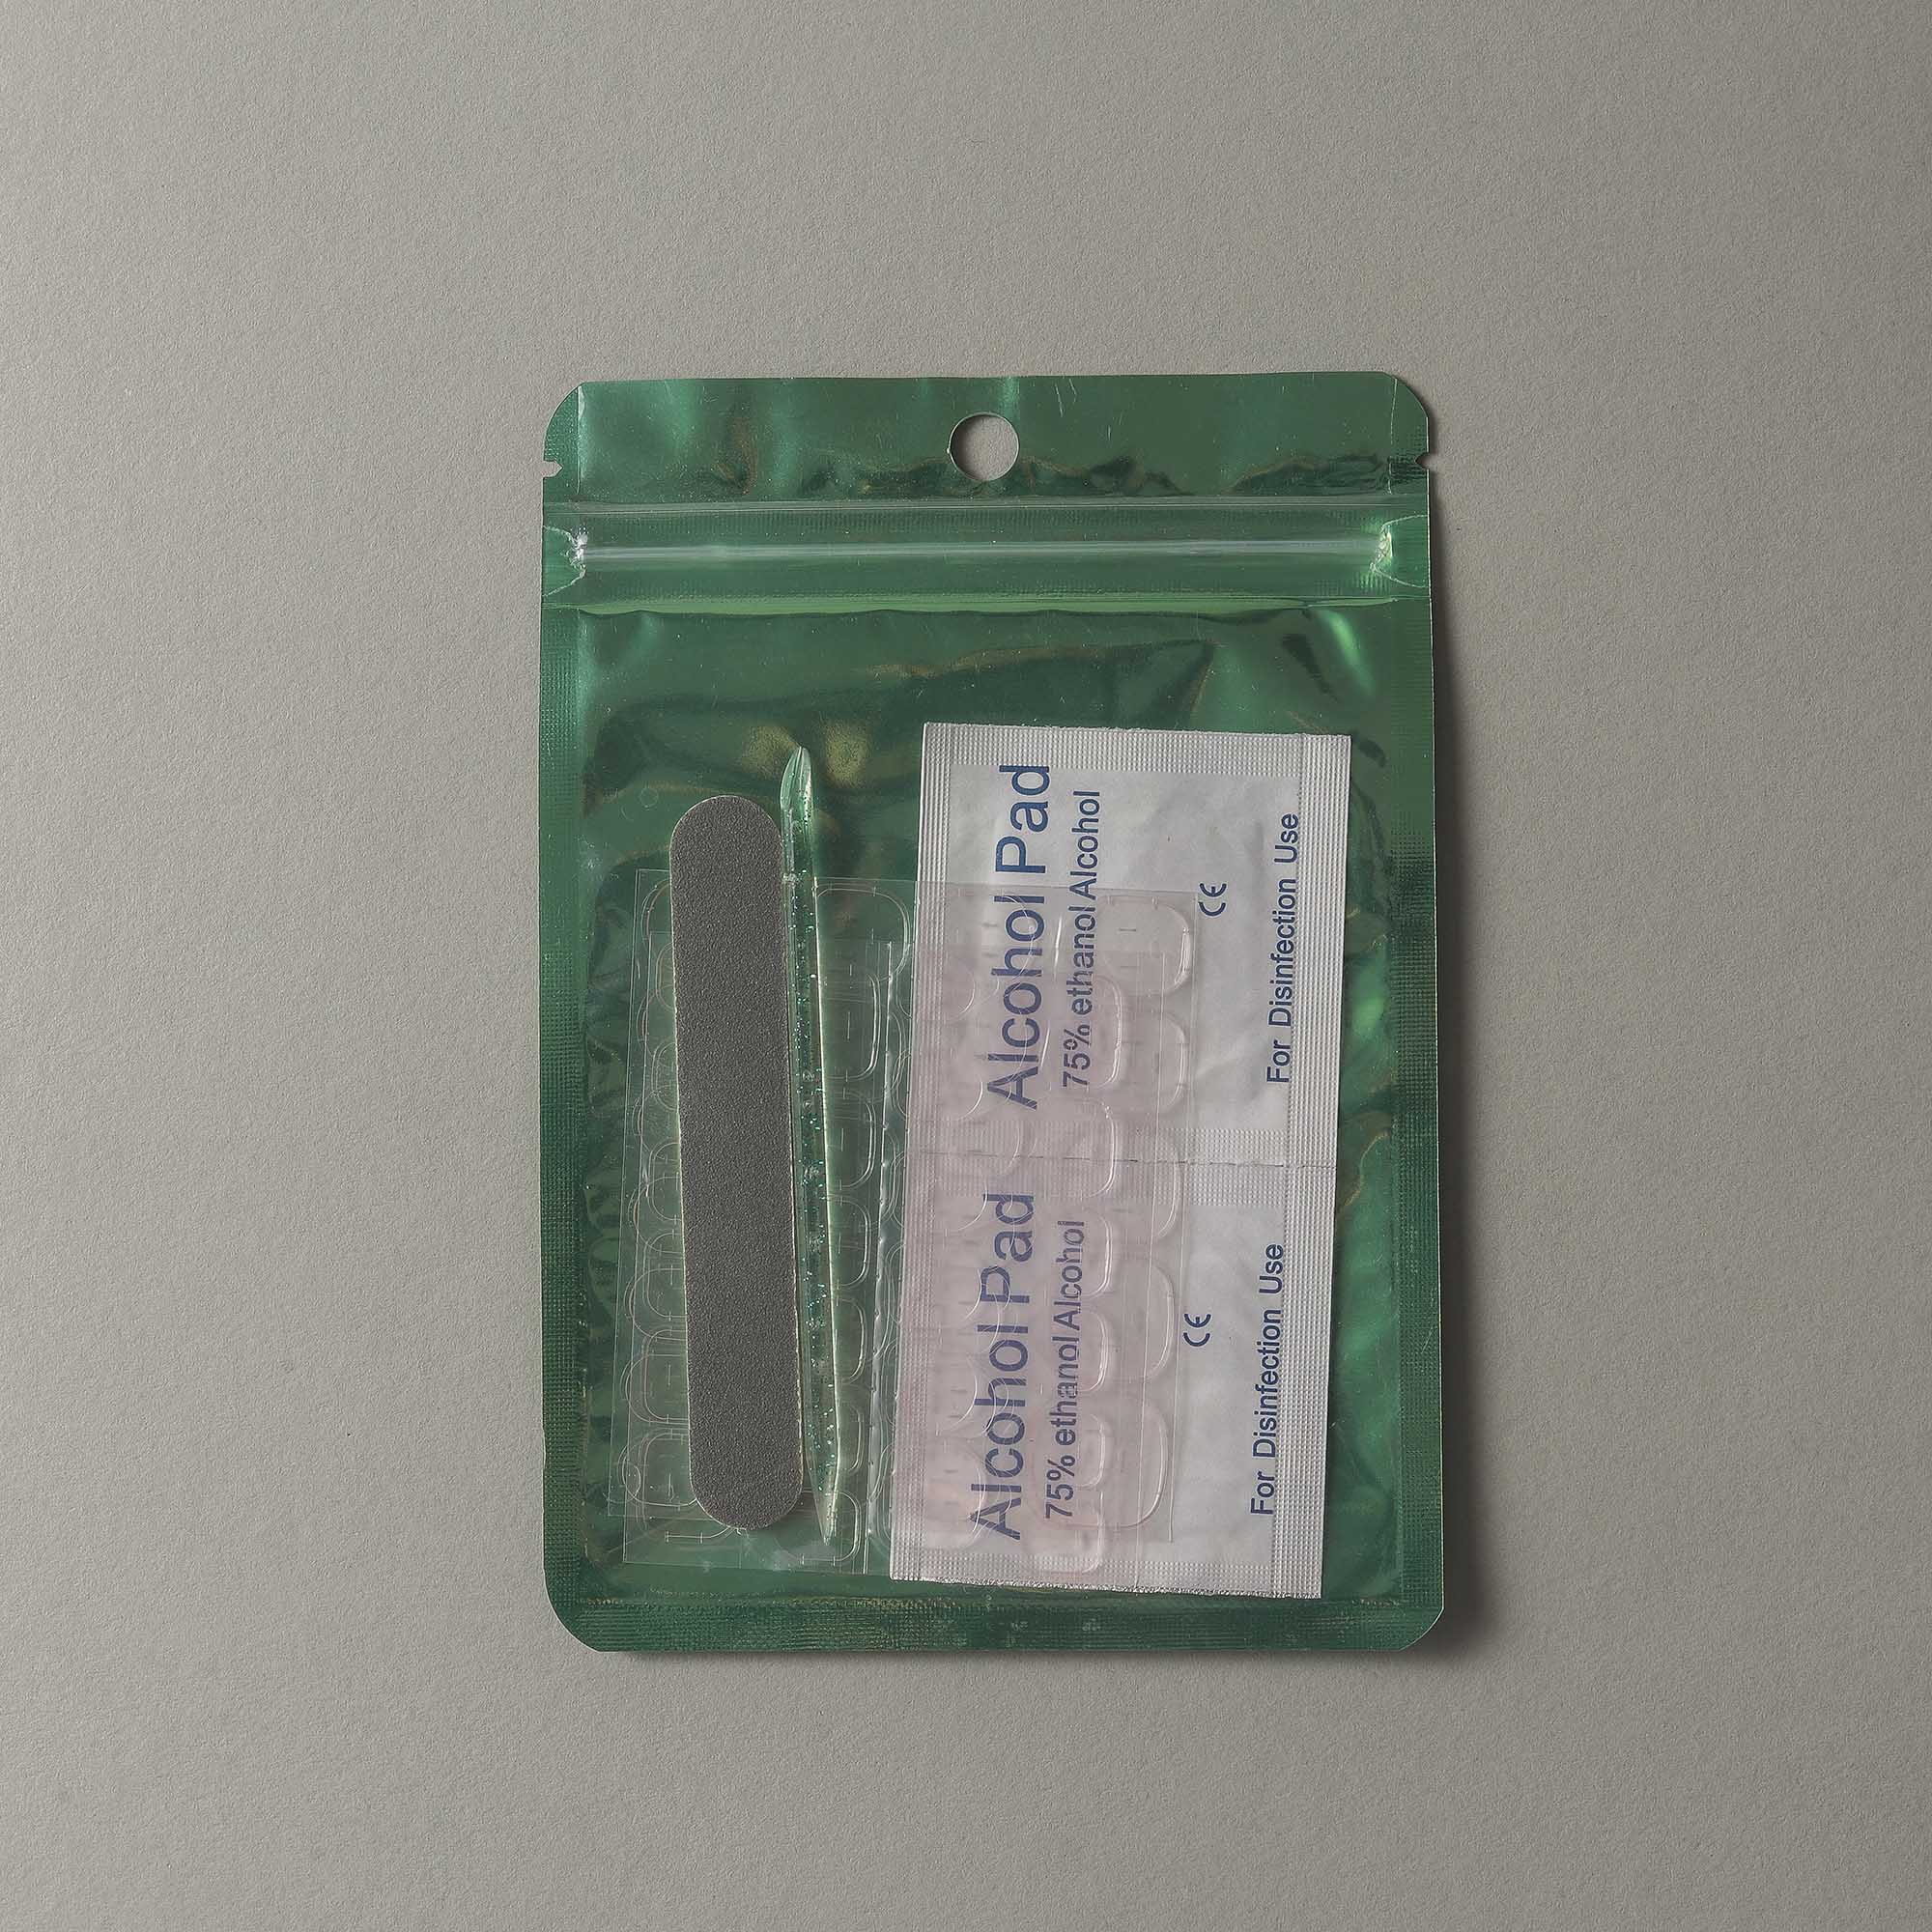 Alcohol Pad
75% ethanol Alcohol
CE
For Disinfection Use
Alcohol Pad
75% ethanol Alcohol
CE
For Disinfection Use